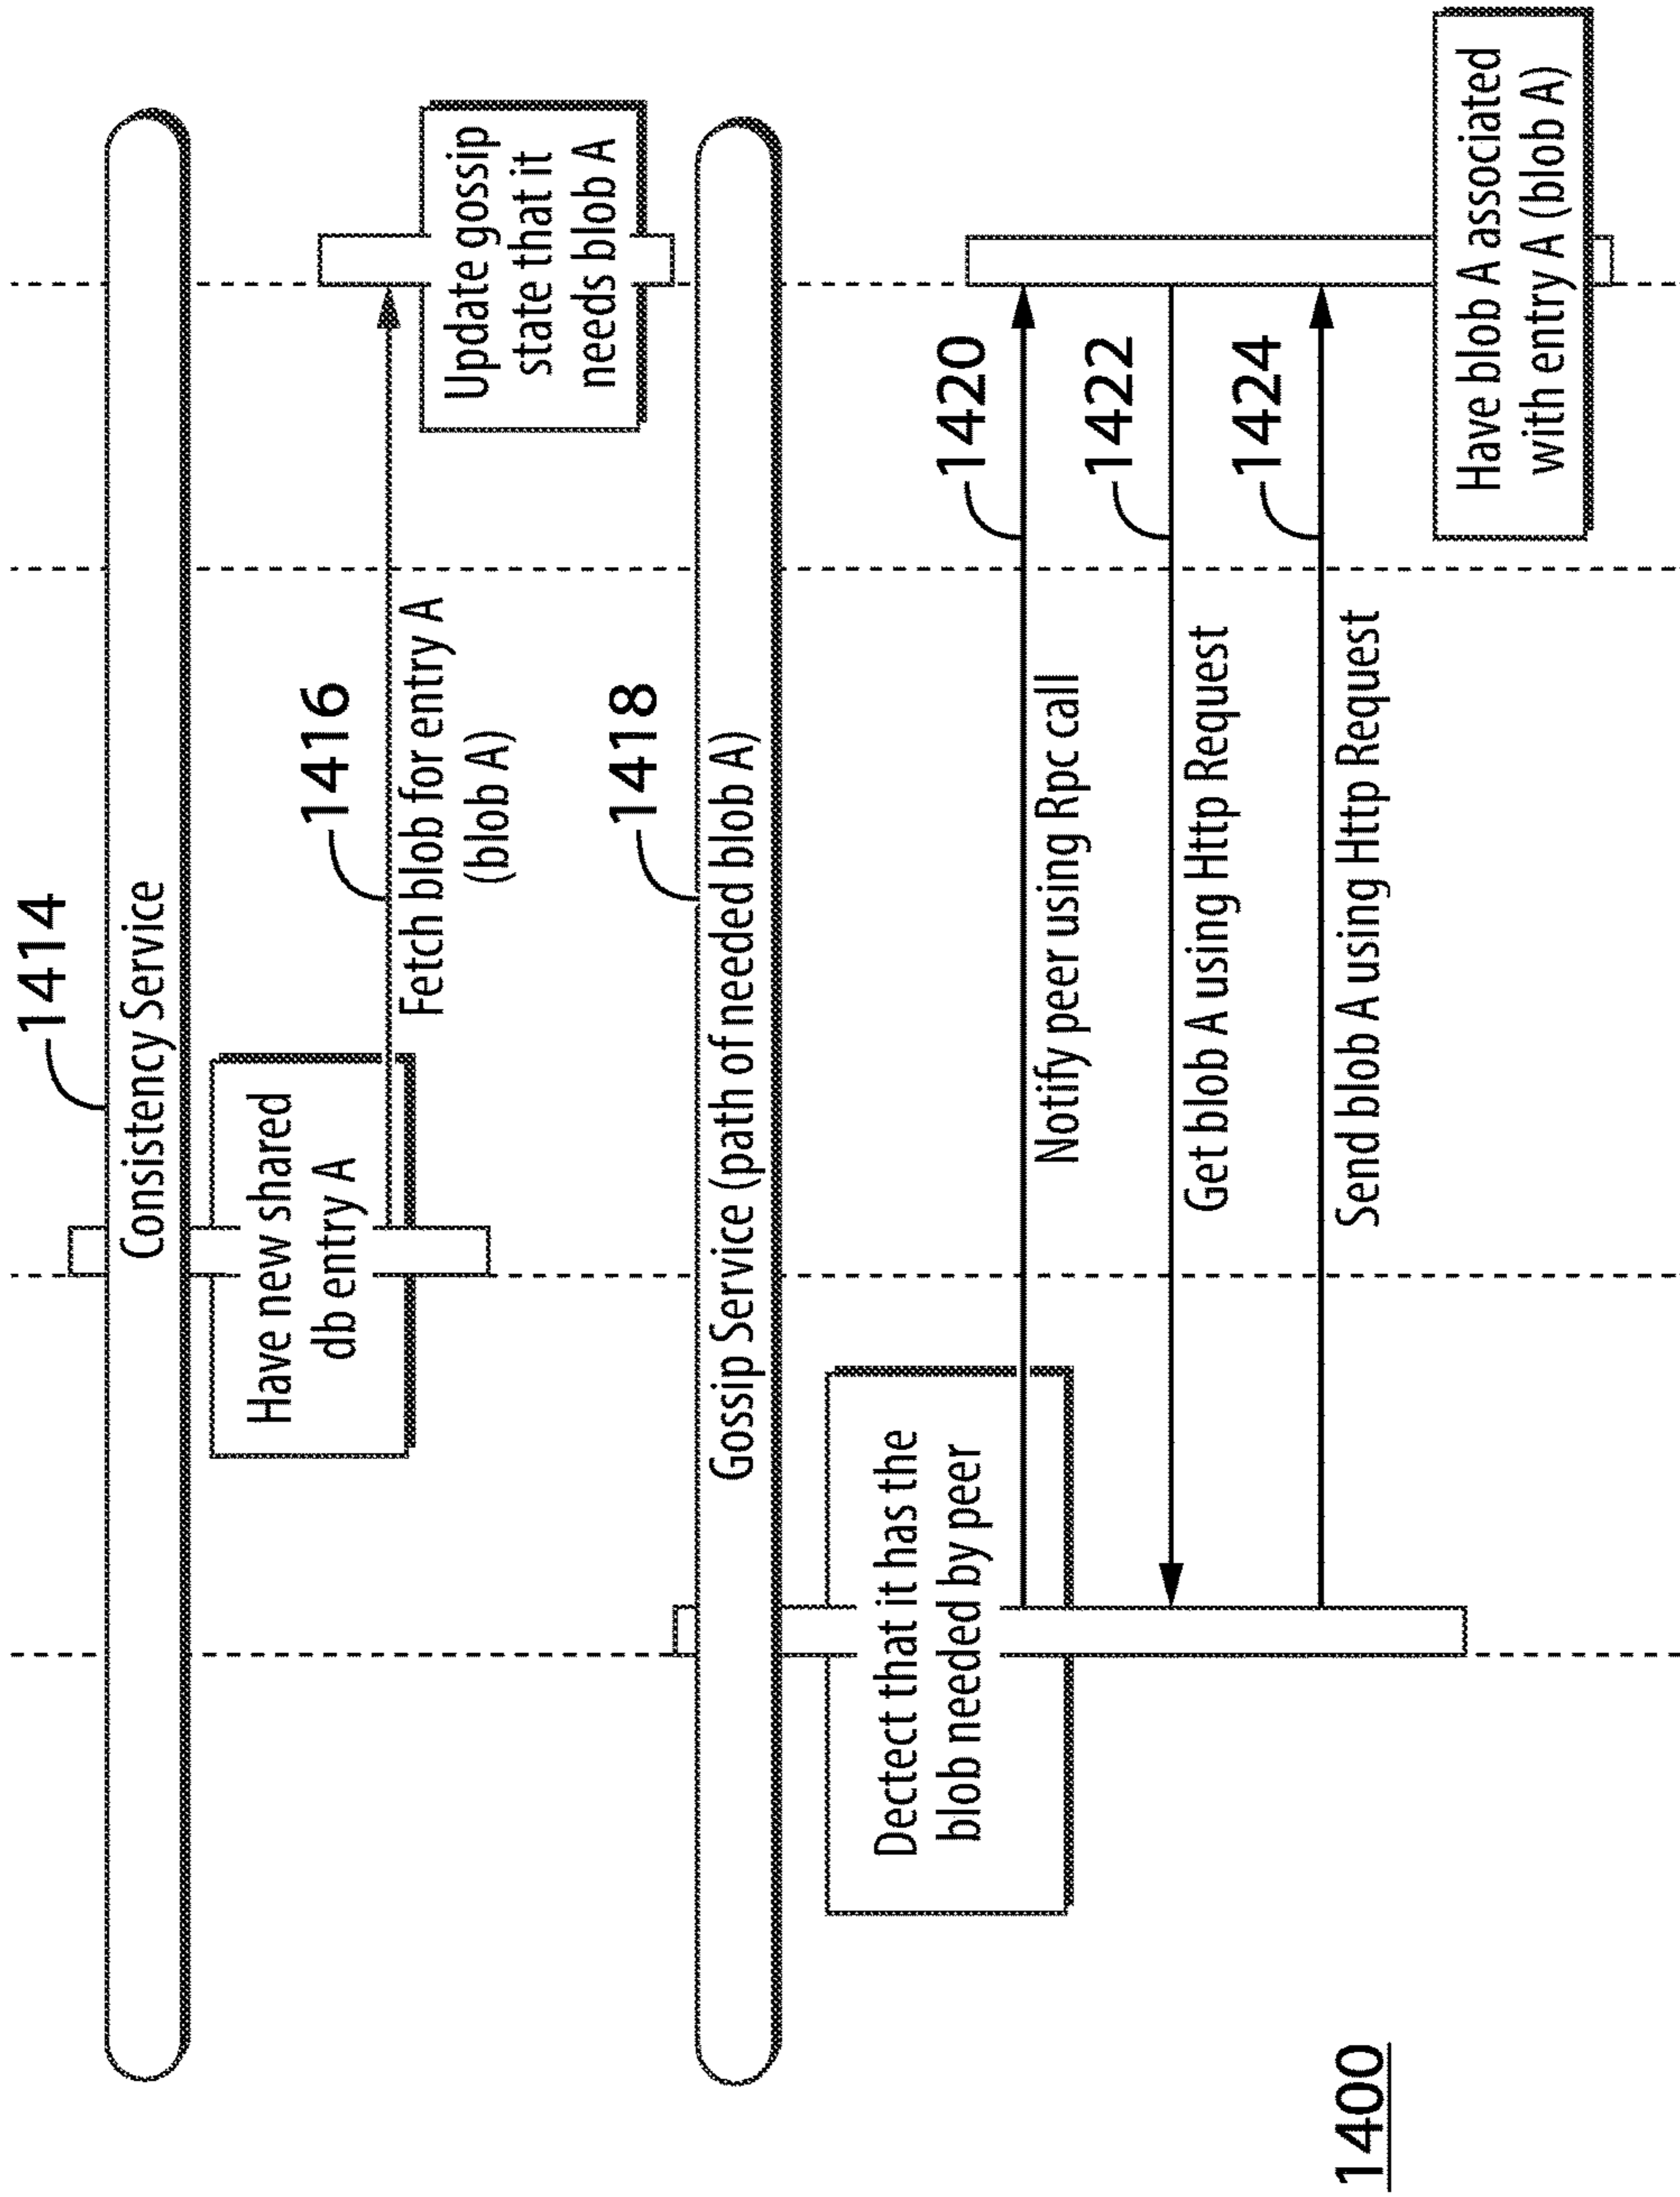 1414
Consistency Service
Have new shared
db entry A
1416
Fetch blob for entry A
(blob A)
Update gossip
state that it
needs blob A
1418
Gossip Service (path of needed blob A)
Dectect that it has the
blob needed by peer
1420
Notify peer using Rpc call
1422
Get blob A using Http Request
1424
Send blob A using Http Request
Have blob A associated
with entry A (blob A)
1400